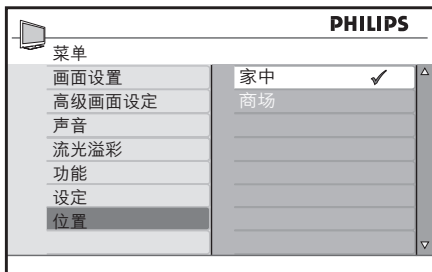 PHILIPS
菜单
画面设置
高级画面设定
声音
流光溢彩
功能
设定
位置
家中 ✓
商场